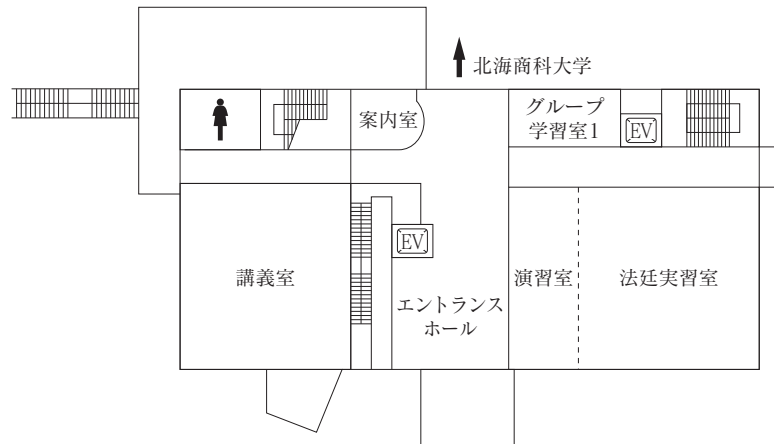 北海商科大学
グループ
学習室1
案内室
EV
EV
講義室
演習室
法廷実習室
エントランス
ホール